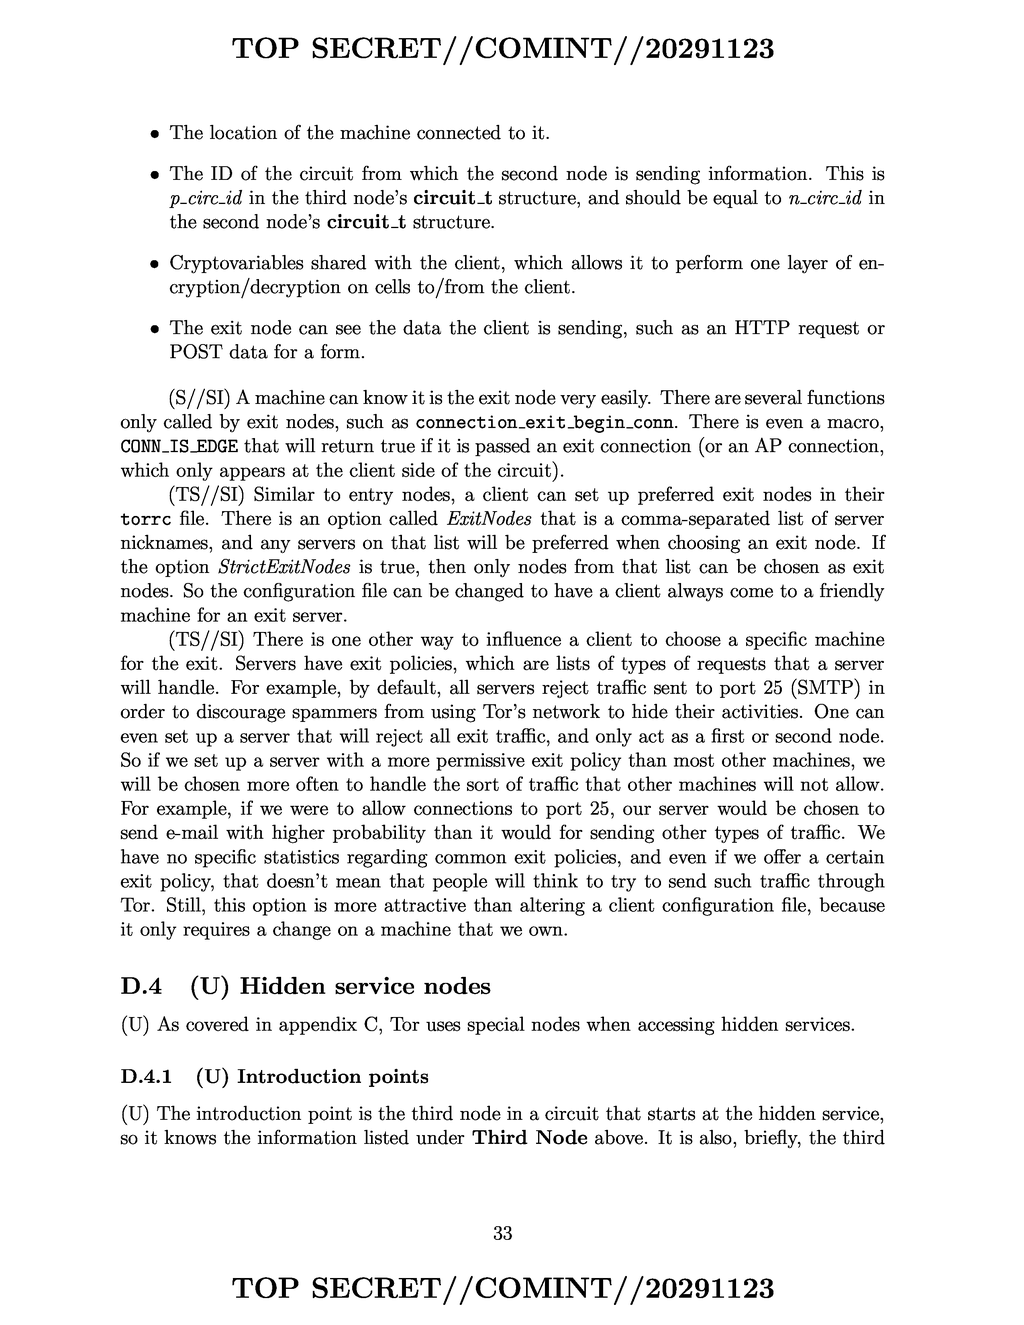 TOP SECRET//COMINT//20291123
• The location of the machine connected to it.
• The ID of the circuit from which the second node is sending information. This is
p_circ_id in the third node's circuit_t structure, and should be equal to n_circ_id in
the second node's circuit_t structure.
• Cryptovariables shared with the client, which allows it to perform one layer of en-
cryption/decryption on cells to/from the client.
• The exit node can see the data the client is sending, such as an HTTP request or
POST data for a form.
(S//SI) A machine can know it is the exit node very easily. There are several functions
only called by exit nodes, such as connection_exit_begin_conn. There is even a macro,
CONN_IS_EDGE that will return true if it is passed an exit connection (or an AP connection,
which only appears at the client side of the circuit).
(TS//SI) Similar to entry nodes, a client can set up preferred exit nodes in their
torrc file. There is an option called ExitNodes that is a comma-separated list of server
nicknames, and any servers on that list will be preferred when choosing an exit node. If
the option StrictExitNodes is true, then only nodes from that list can be chosen as exit
nodes. So the configuration file can be changed to have a client always come to a friendly
machine for an exit server.
(TS//SI) There is one other way to influence a client to choose a specific machine
for the exit. Servers have exit policies, which are lists of types of requests that a server
will handle. For example, by default, all servers reject traffic sent to port 25 (SMTP) in
order to discourage spammers from using Tor's network to hide their activities. One can
even set up a server that will reject all exit traffic, and only act as a first or second node.
So if we set up a server with a more permissive exit policy than most other machines, we
will be chosen more often to handle the sort of traffic that other machines will not allow.
For example, if we were to allow connections to port 25, our server would be chosen to
send e-mail with higher probability than it would for sending other types of traffic. We
have no specific statistics regarding common exit policies, and even if we offer a certain
exit policy, that doesn't mean that people will think to try to send such traffic through
Tor. Still, this option is more attractive than altering a client configuration file, because
it only requires a change on a machine that we own.
D.4 (U) Hidden service nodes
(U) As covered in appendix C, Tor uses special nodes when accessing hidden services.
D.4.1 (U) Introduction points
(U) The introduction point is the third node in a circuit that starts at the hidden service,
so it knows the information listed under Third Node above. It is also, briefly, the third
33
TOP SECRET//COMINT//20291123